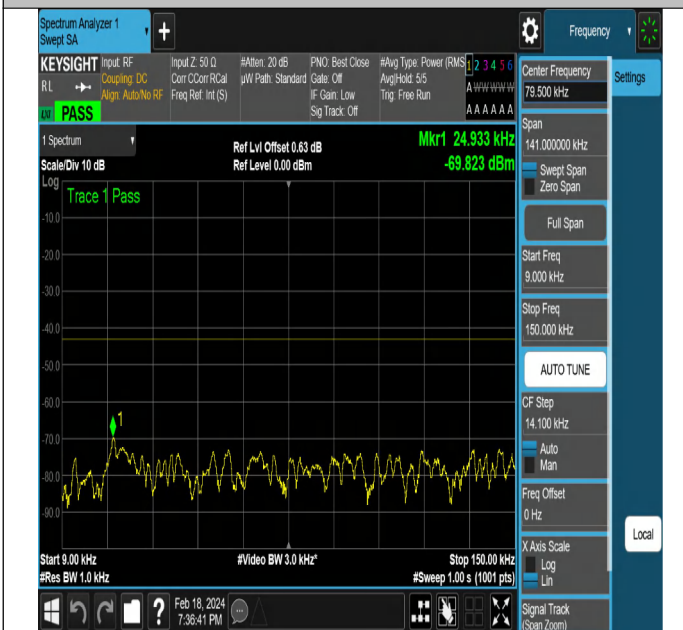 Spectrum Analyzer 1
Swept SA
+
Frequency
KEYSIGHT
RL
LXI PASS
Input: RF
Coupling: DC
Align: Auto/No RF
Input Z: 50 Ω
Corr CCorr RCal
Freq Ref: Int (S)
#Atten: 20 dB
µW Path: Standard
PNO: Best Close
Gate: Off
IF Gain: Low
Sig Track: Off
#Avg Type: Power (RMS
Avg|Hold: 5/5
Trig: Free Run
1 2 3 4 5 6
A W W W W W
A A A A A A
1 Spectrum
Scale/Div 10 dB
Ref Lvl Offset 0.63 dB
Ref Level 0.00 dBm
Mkr1 24.933 kHz
-69.823 dBm
Log
Trace 1 Pass
-10.0
-20.0
-30.0
-40.0
-50.0
-60.0
-70.0
-80.0
-90.0
1
Start 9.00 kHz
#Res BW 1.0 kHz
#Video BW 3.0 kHz*
Stop 150.00 kHz
#Sweep 1.00 s (1001 pts)
?
Feb 18, 2024
7:36:41 PM
Center Frequency
79.500 kHz
Settings
Span
141.000000 kHz
Swept Span
Zero Span
Full Span
Start Freq
9.000 kHz
Stop Freq
150.000 kHz
AUTO TUNE
CF Step
14.100 kHz
Auto
Man
Freq Offset
0 Hz
X Axis Scale
Log
Lin
Local
Signal Track
(Span Zoom)